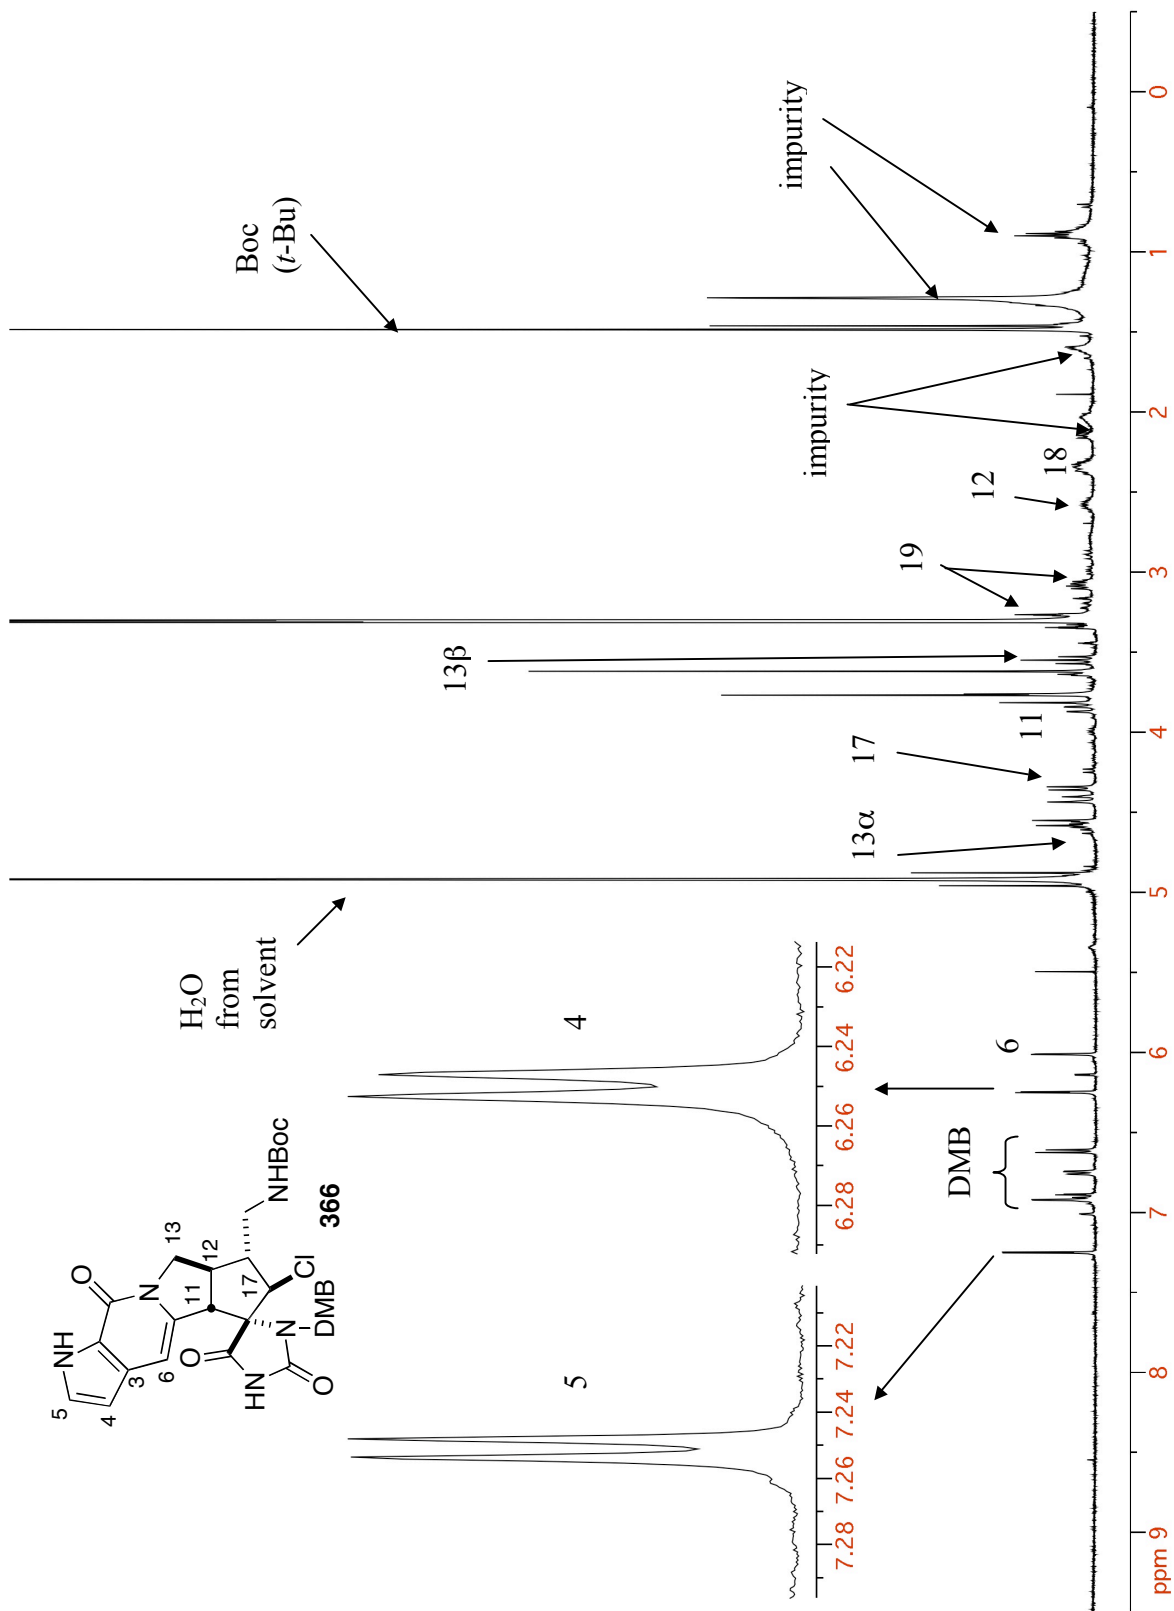 H₂O
from
solvent
Boc
(t-Bu)
13β
13α
17
11
19
12
18
impurity
impurity
DMB
6
5
4
7.28 7.26 7.24 7.22
6.28 6.26 6.24 6.22
O
NH
N
13
12
11
17
5
4
3
6
O
HN
N
O
DMB
Cl
NHBoc
366
ppm 9 8 7 6 5 4 3 2 1 0